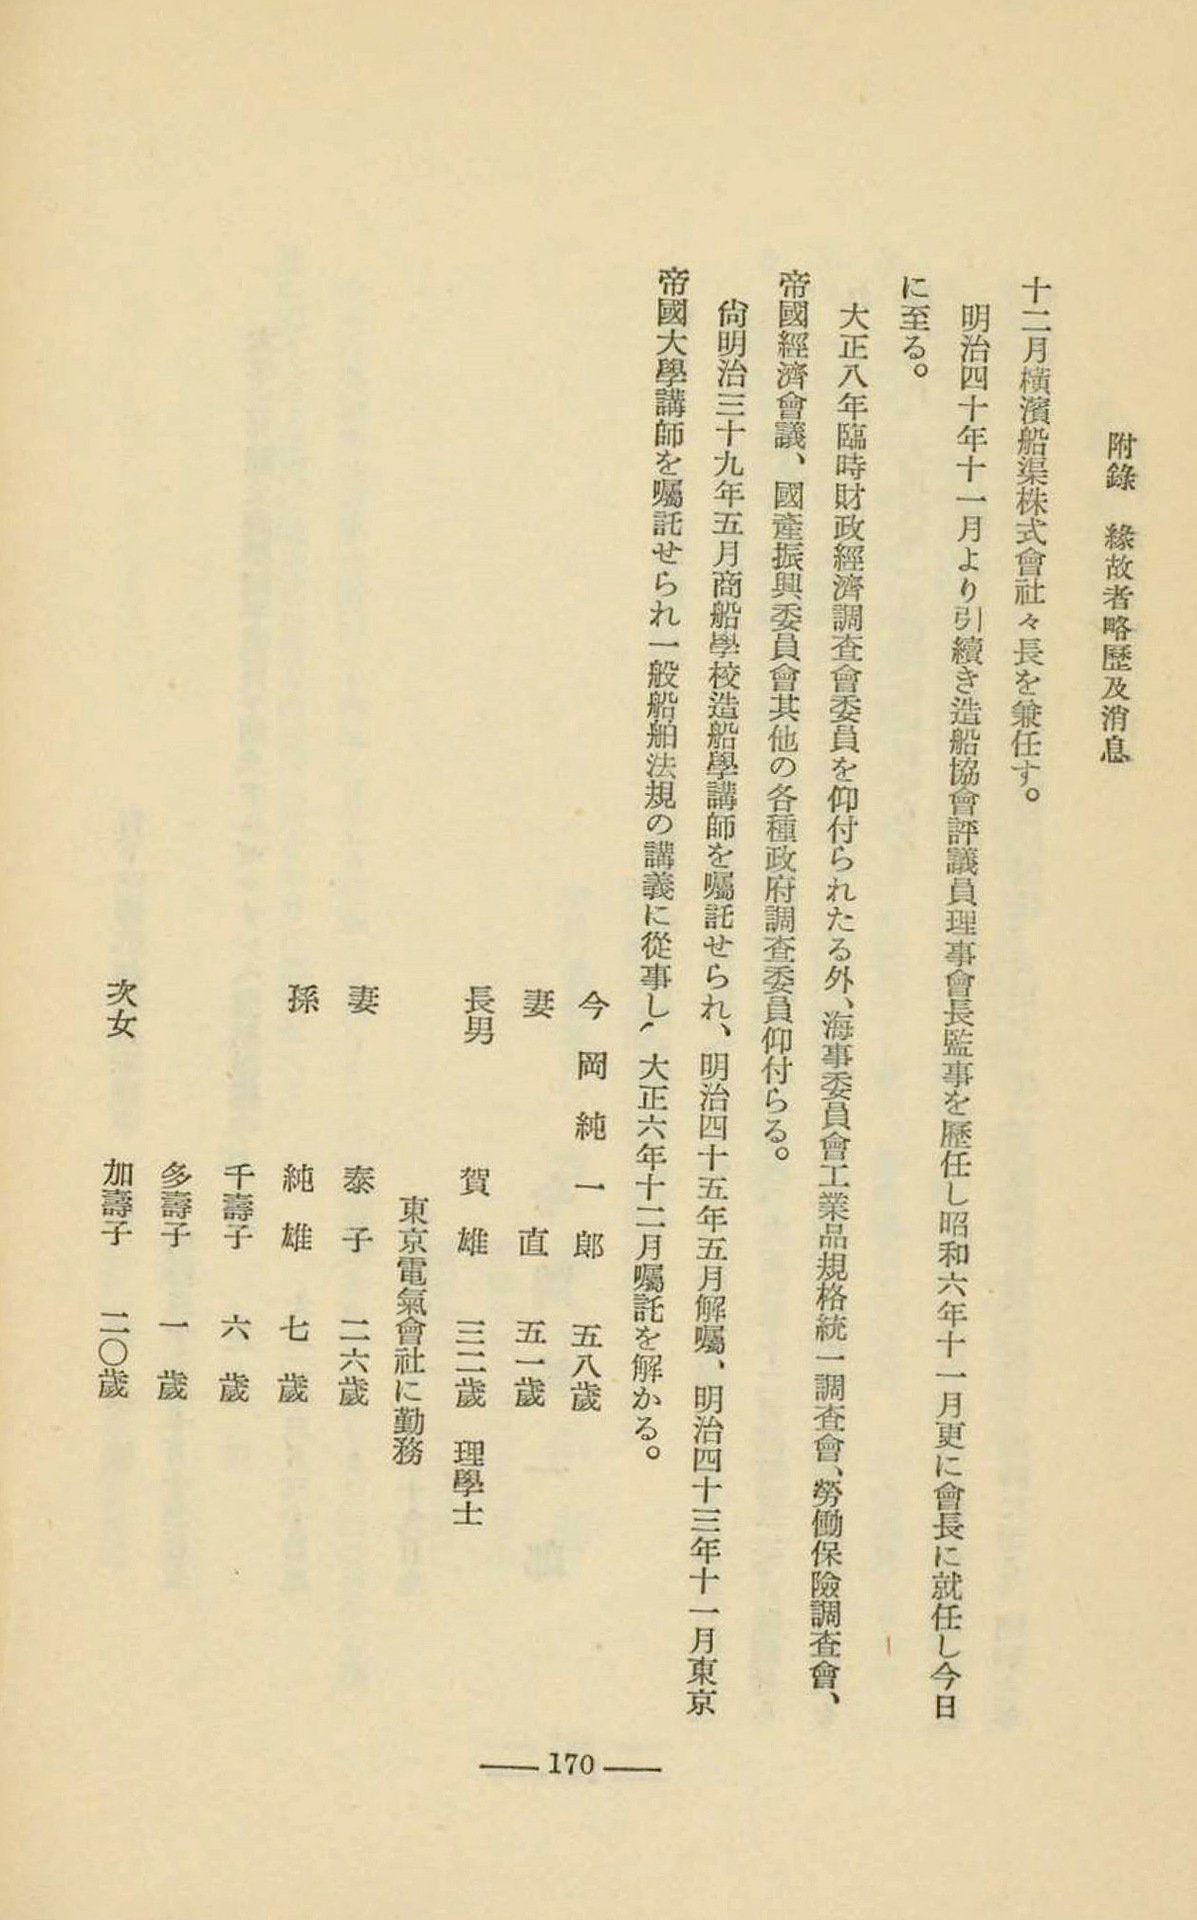 附錄　緣故者略歷及消息
十二月橫濱船渠株式會社々長を兼任す。
明治四十年十一月より引續き造船協會評議員理事會長監事を歷任し昭和六年十一月更に會長に就任し今日
に至る。
大正八年臨時財政經濟調査會委員を仰付られたる外、海事委員會工業品規格統一調査會、勞働保險調査會、
帝國經濟會議、國產振興委員會其他の各種政府調査委員仰付らる。
尙明治三十九年五月商船學校造船學講師を囑託せられ、明治四十五年五月解囑、明治四十三年十一月東京
帝國大學講師を囑託せられ一般船舶法規の講義に從事し、大正六年十二月囑託を解かる。
今岡純一郎　五八歲
妻　直　五一歲
長男　賀雄　三二歲　理學士
東京電氣會社に勤務
妻　泰子　二六歲
孫　純雄　七歲
千壽子　六歲
多壽子　一歲
次女　加壽子　二〇歲
170